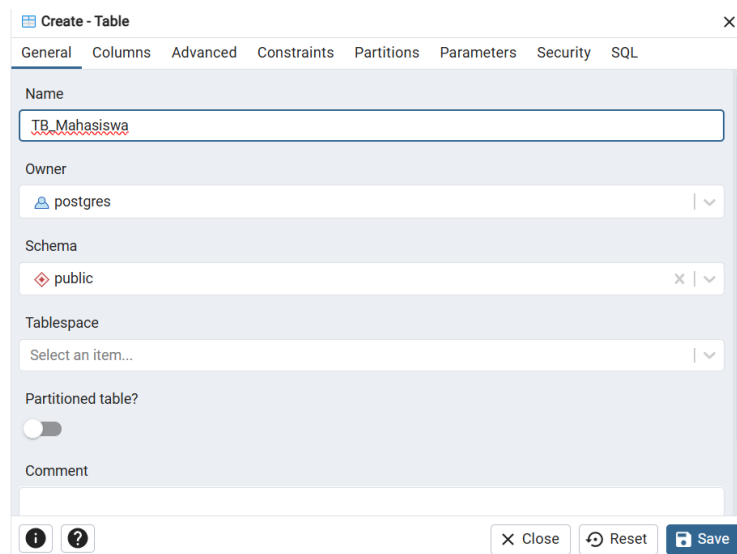 Create - Table
General Columns Advanced Constraints Partitions Parameters Security SQL
Name
TB_Mahasiswa
Owner
postgres
Schema
public
Tablespace
Select an item...
Partitioned table?
Comment
Close Reset Save